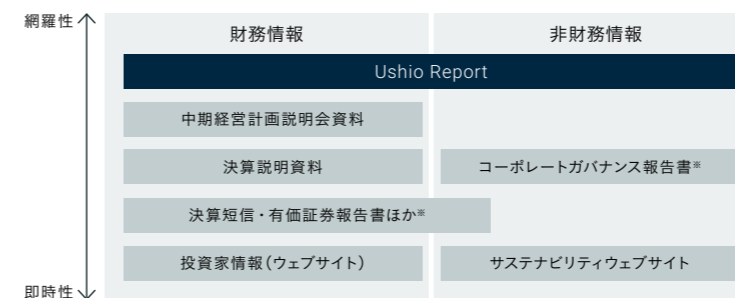 網羅性
財務情報
非財務情報
Ushio Report
中期経営計画説明会資料
決算説明資料
コーポレートガバナンス報告書※
決算短信・有価証券報告書ほか※
投資家情報(ウェブサイト)
サステナビリティウェブサイト
即時性